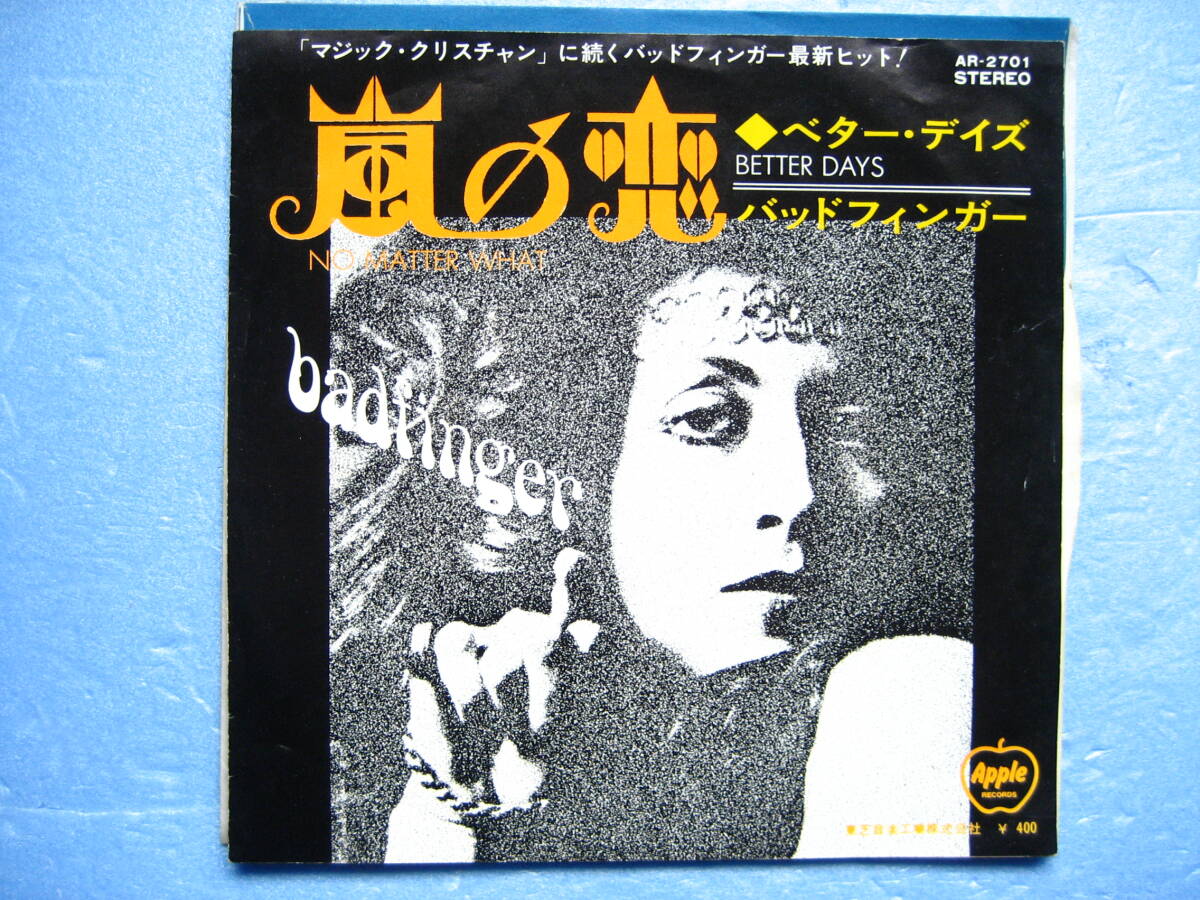 「マジック・クリスチャン」に続くバッドフィンガー最新ヒット!
AR-2701
STEREO
嵐の恋
NO MATTER WHAT
◆ベター・デイズ
BETTER DAYS
バッドフィンガー
badfinger
Apple
RECORDS
東芝音楽工業株式会社 ¥ 400